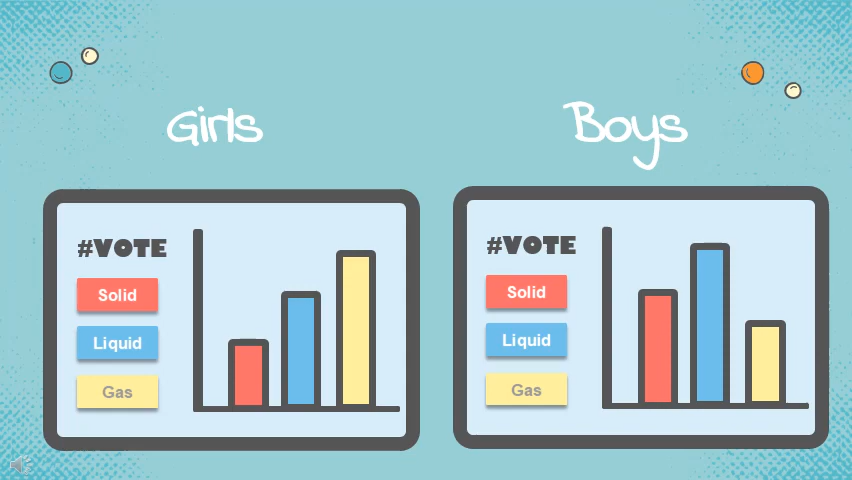 Girls
Boys
#VOTE
Solid
Liquid
Gas
#VOTE
Solid
Liquid
Gas